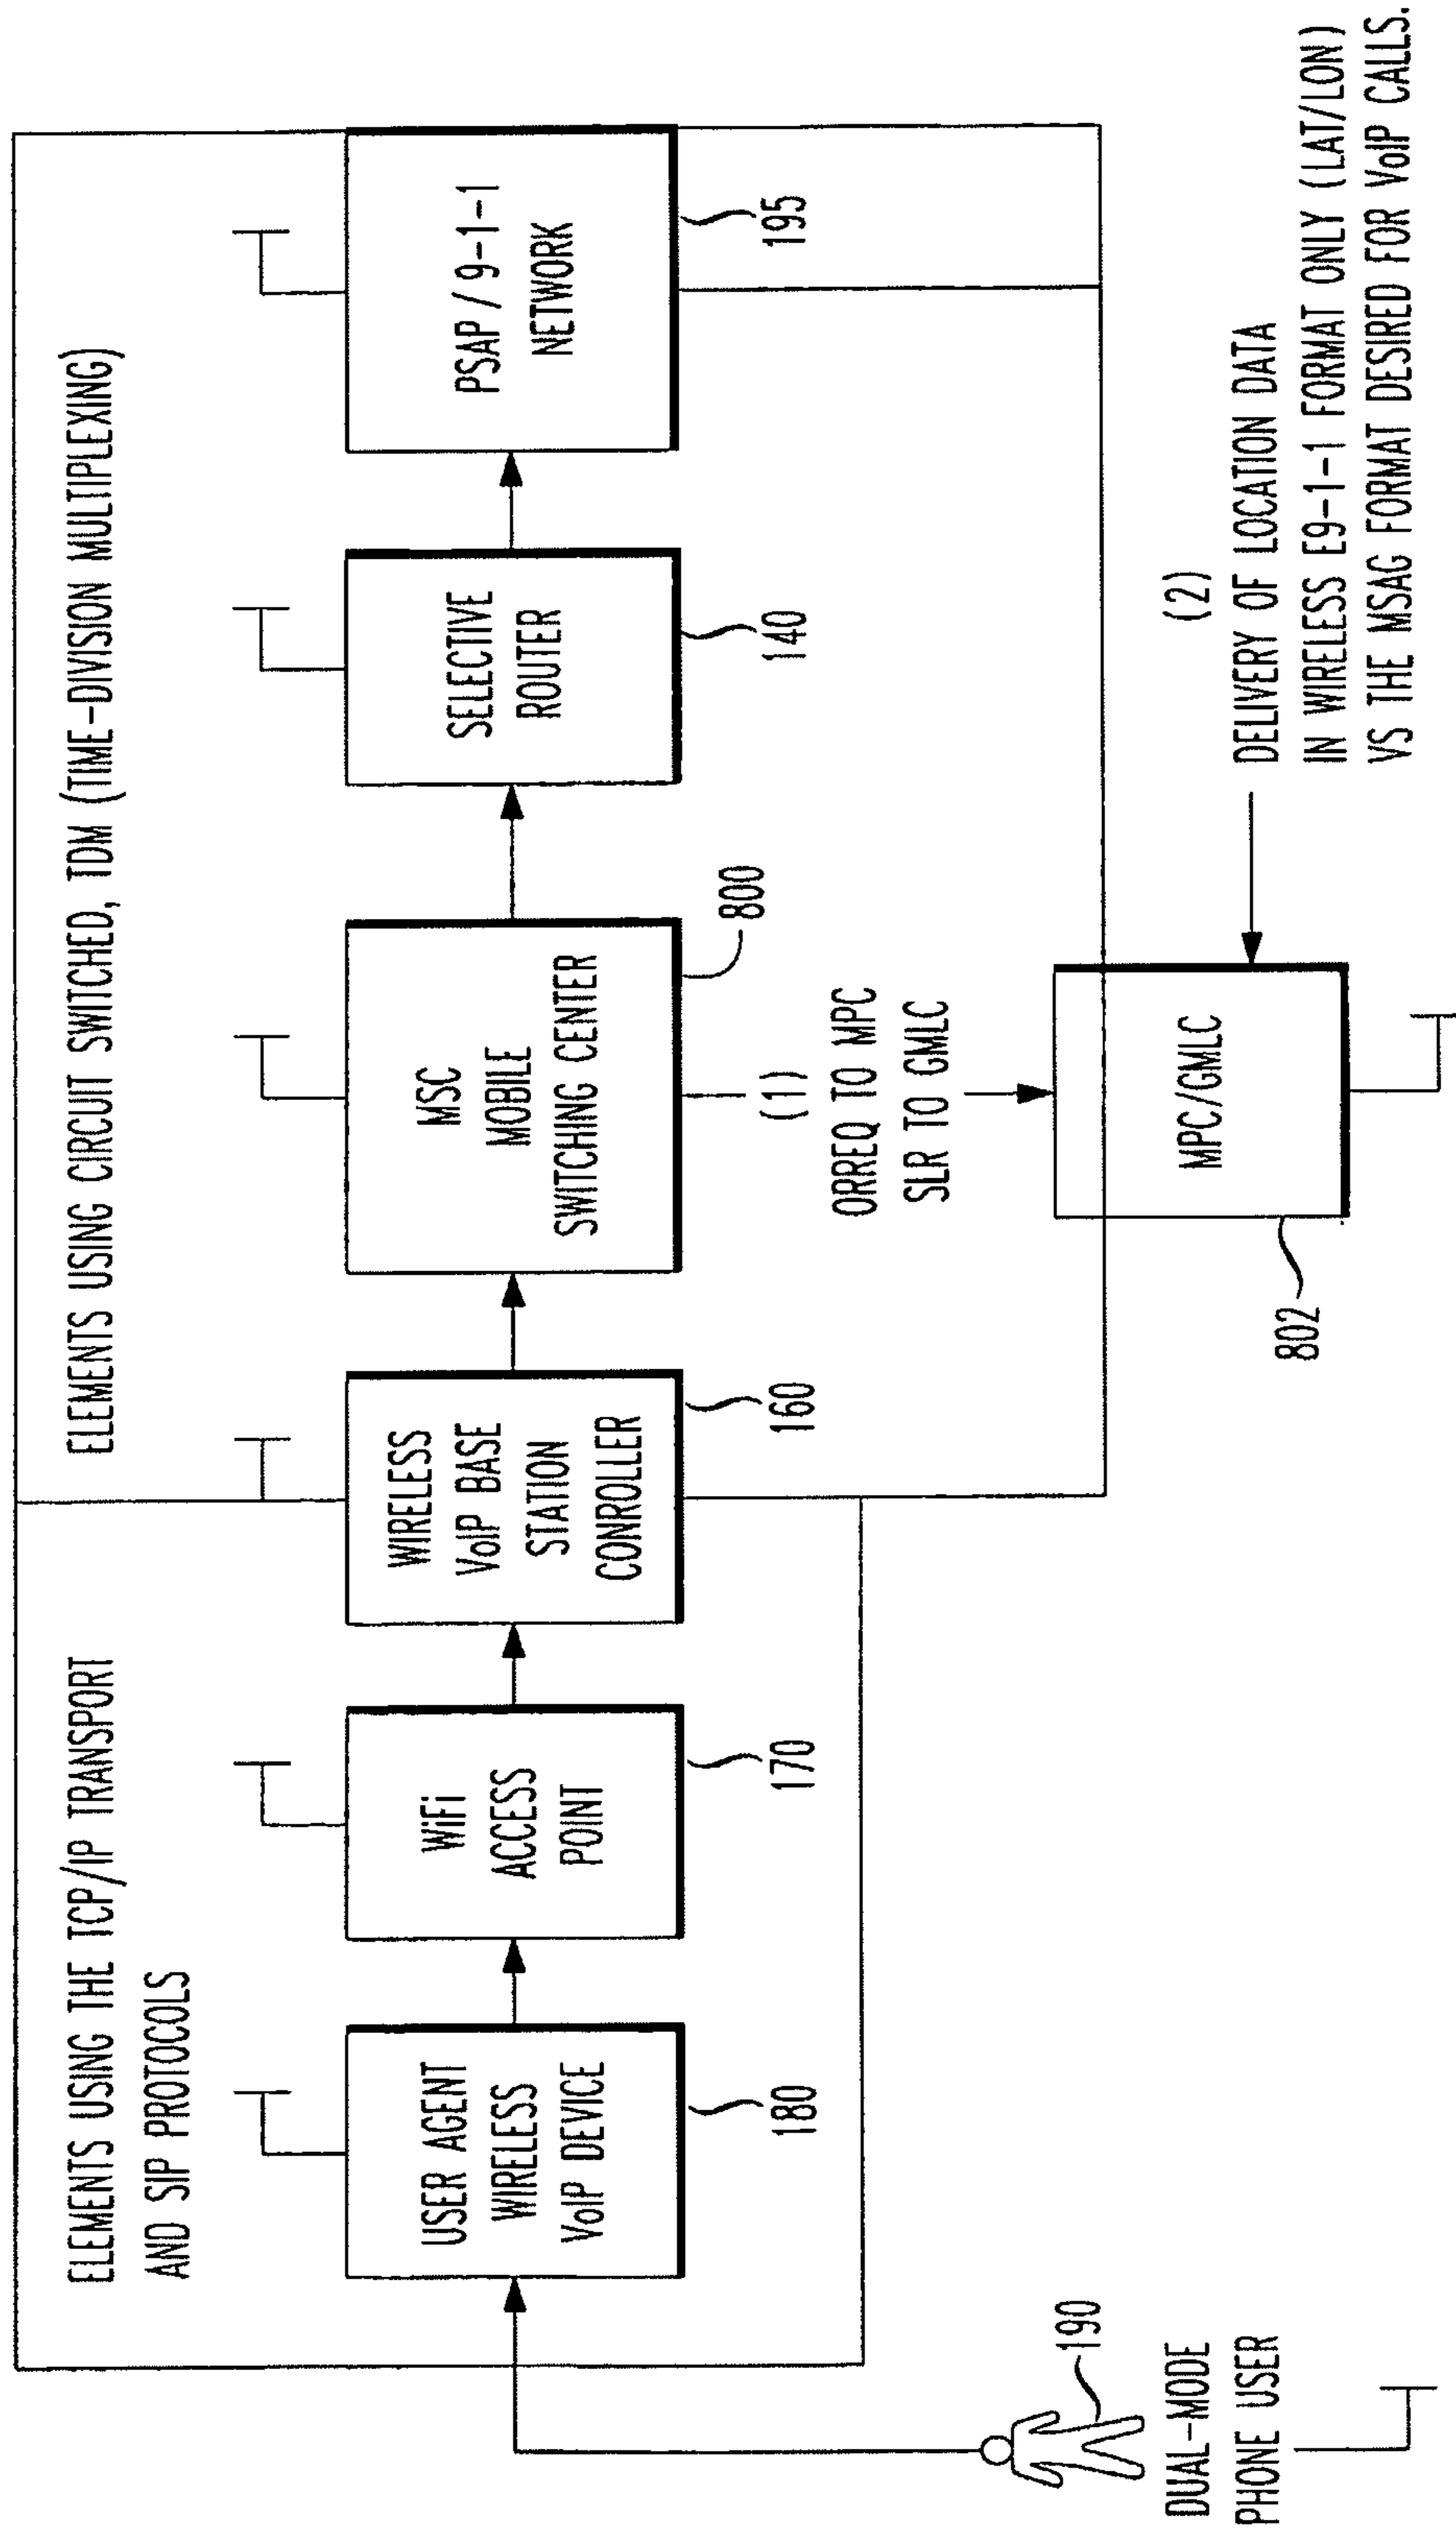 ELEMENTS USING THE TCP/IP TRANSPORT
AND SIP PROTOCOLS
ELEMENTS USING CIRCUIT SWITCHED, TDM (TIME-DIVISION MULTIPLEXING)
USER AGENT
WIRELESS
VoIP DEVICE
180
WiFi
ACCESS
POINT
170
WIRELESS
VoIP BASE
STATION
CONROLLER
160
MSC
MOBILE
SWITCHING CENTER
800
SELECTIVE
ROUTER
140
PSAP / 9-1-1
NETWORK
195
(1)
ORREQ TO MPC
SLR TO GMLC
MPC/GMLC
802
(2)
DELIVERY OF LOCATION DATA
IN WIRELESS E9-1-1 FORMAT ONLY (LAT/LON)
VS THE MSAG FORMAT DESIRED FOR VoIP CALLS.
190
DUAL-MODE
PHONE USER